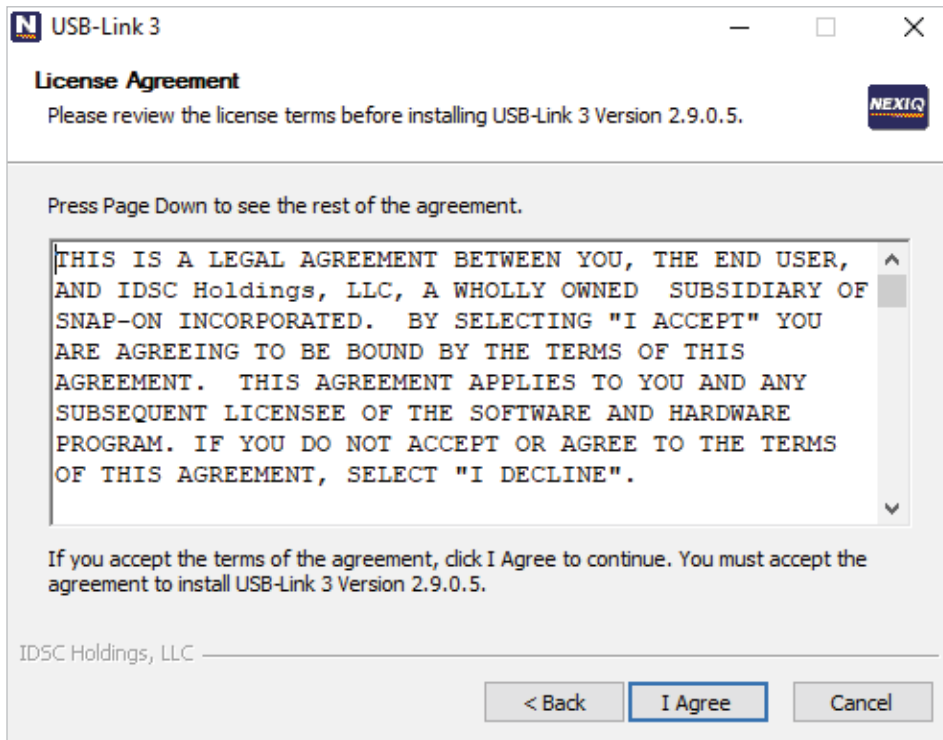 N USB-Link 3
License Agreement
Please review the license terms before installing USB-Link 3 Version 2.9.0.5.
NEXIQ
Press Page Down to see the rest of the agreement.
THIS IS A LEGAL AGREEMENT BETWEEN YOU, THE END USER,
AND IDSC Holdings, LLC, A WHOLLY OWNED  SUBSIDIARY OF
SNAP-ON INCORPORATED.  BY SELECTING "I ACCEPT" YOU
ARE AGREEING TO BE BOUND BY THE TERMS OF THIS
AGREEMENT.  THIS AGREEMENT APPLIES TO YOU AND ANY
SUBSEQUENT LICENSEE OF THE SOFTWARE AND HARDWARE
PROGRAM. IF YOU DO NOT ACCEPT OR AGREE TO THE TERMS
OF THIS AGREEMENT, SELECT "I DECLINE".
If you accept the terms of the agreement, click I Agree to continue. You must accept the
agreement to install USB-Link 3 Version 2.9.0.5.
IDSC Holdings, LLC
< Back I Agree Cancel